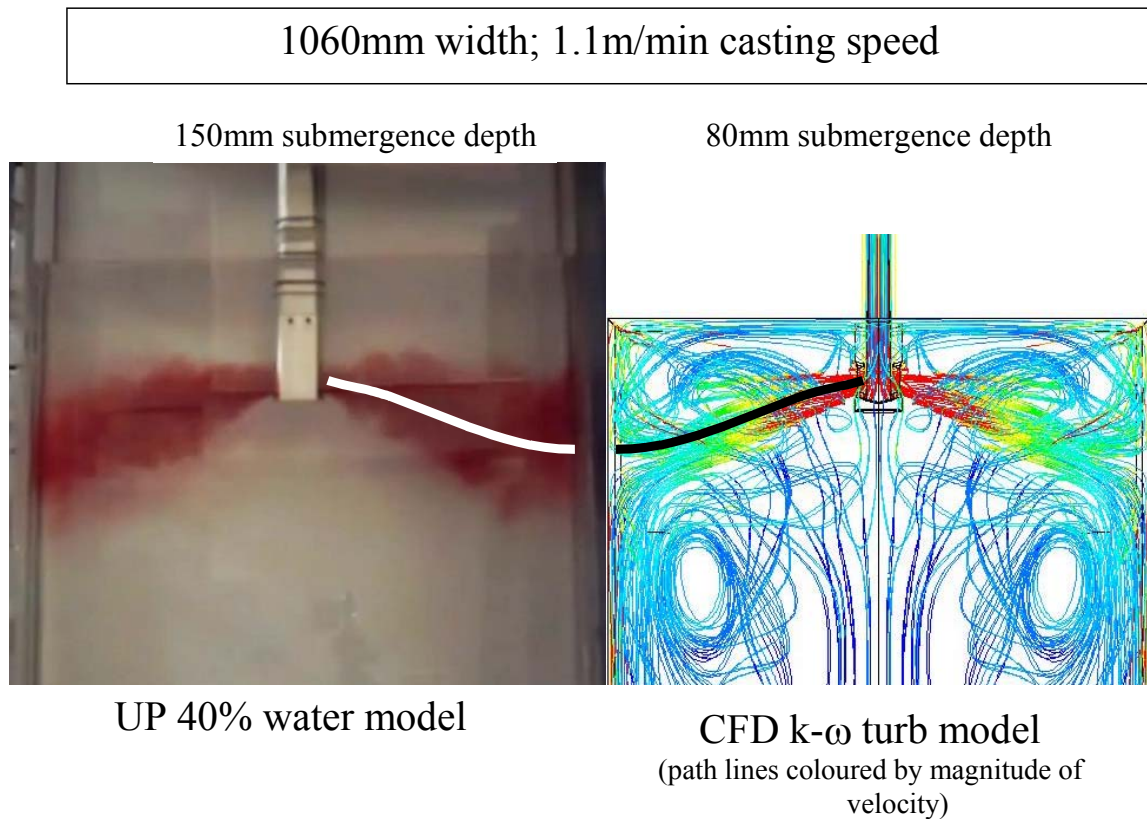 1060mm width; 1.1m/min casting speed
150mm submergence depth
80mm submergence depth
UP 40% water model
CFD k-ω turb model
(path lines coloured by magnitude of
velocity)